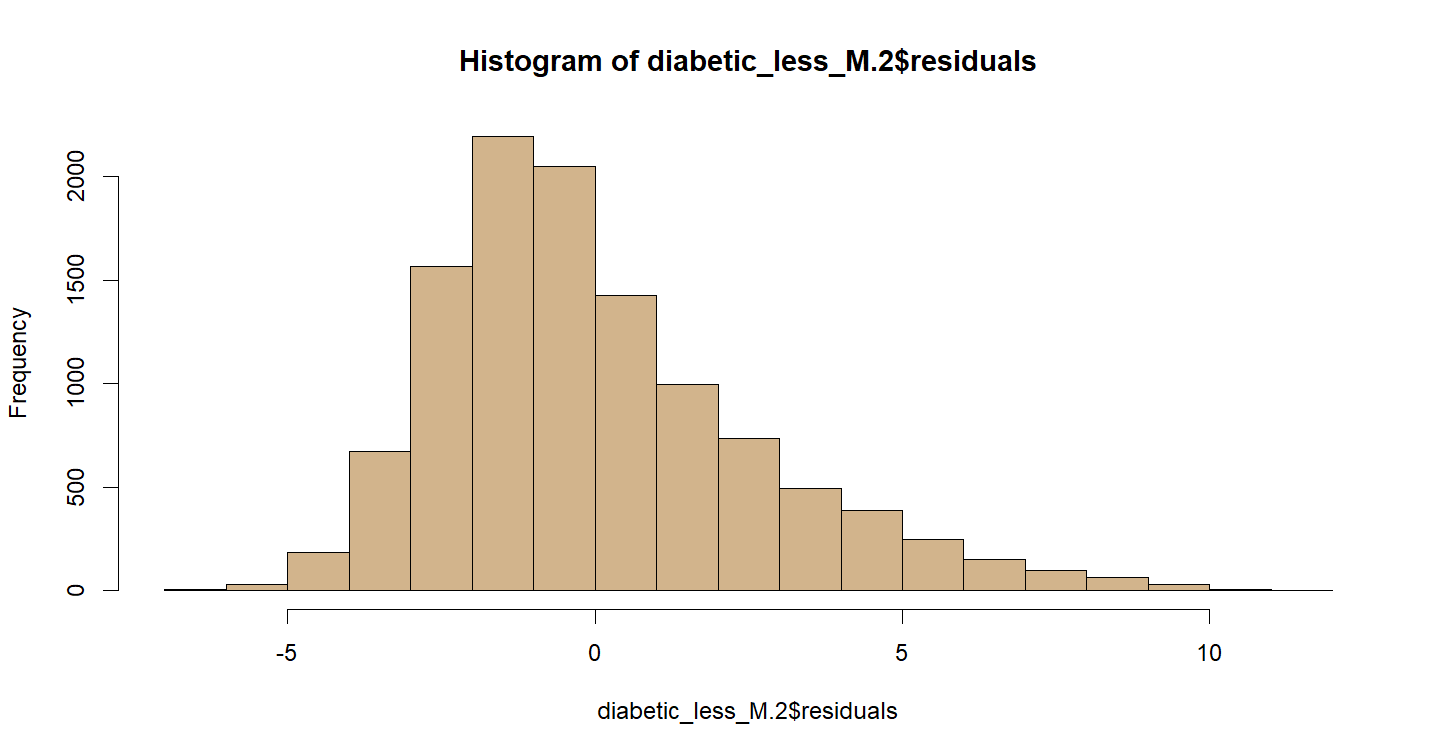 Histogram of diabetic_less_M.2$residuals
Frequency
2000
1500
1000
500
0
-5 0 5 10
diabetic_less_M.2$residuals